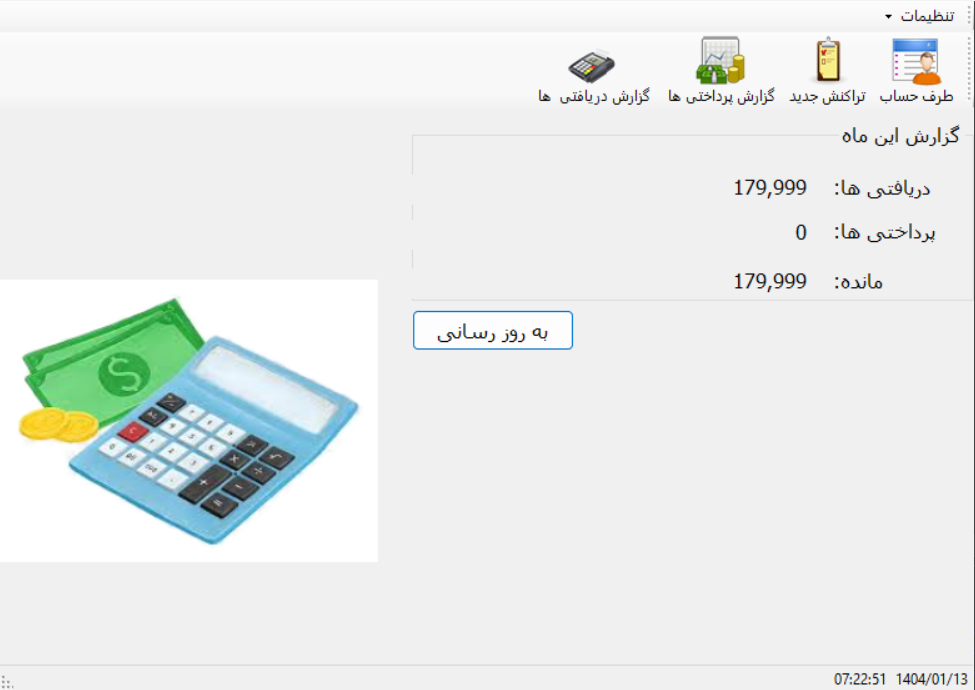 تنظیمات
طرف حساب
تراکنش جدید
گزارش پرداختی ها
گزارش دریافتی ها
گزارش این ماه
دریافتی ها: 179,999
پرداختی ها: 0
مانده: 179,999
به روز رسانی
07:22:51 1404/01/13